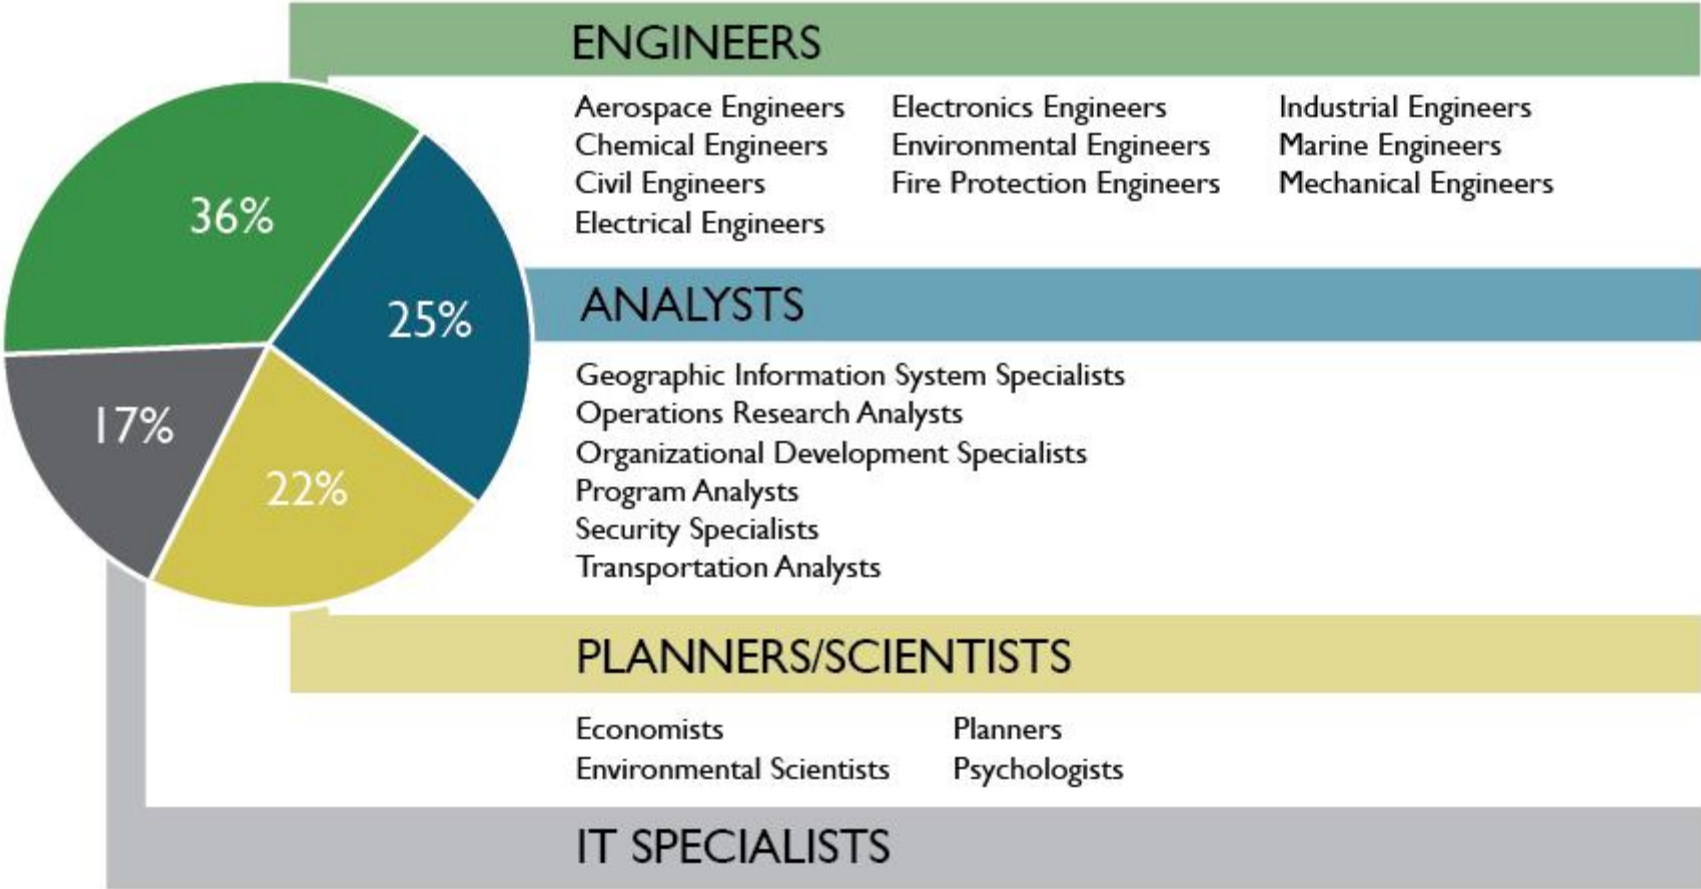 ENGINEERS
Aerospace Engineers Electronics Engineers Industrial Engineers
Chemical Engineers Environmental Engineers Marine Engineers
Civil Engineers Fire Protection Engineers Mechanical Engineers
Electrical Engineers
36%
25%
17%
22%
ANALYSTS
Geographic Information System Specialists
Operations Research Analysts
Organizational Development Specialists
Program Analysts
Security Specialists
Transportation Analysts
PLANNERS/SCIENTISTS
Economists Planners
Environmental Scientists Psychologists
IT SPECIALISTS